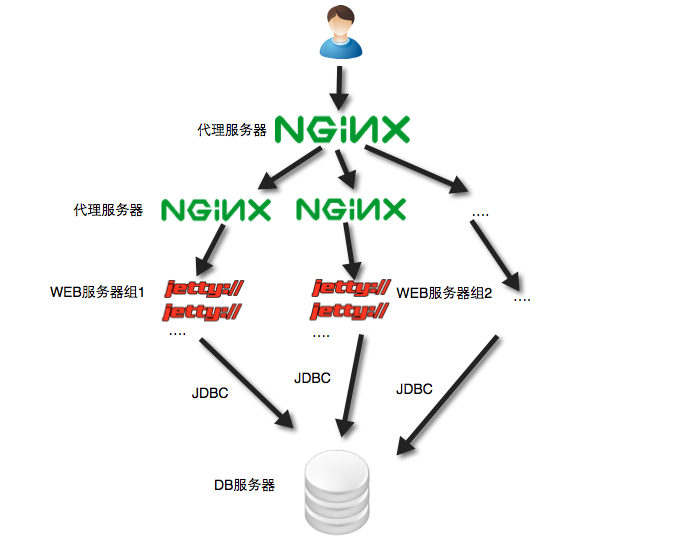 代理服务器 NGiNX
代理服务器 NGiNX NGiNX ....
WEB服务器组1 jetty:// jetty:// WEB服务器组2 ....
jetty:// jetty://
.... ....
JDBC JDBC JDBC
DB服务器